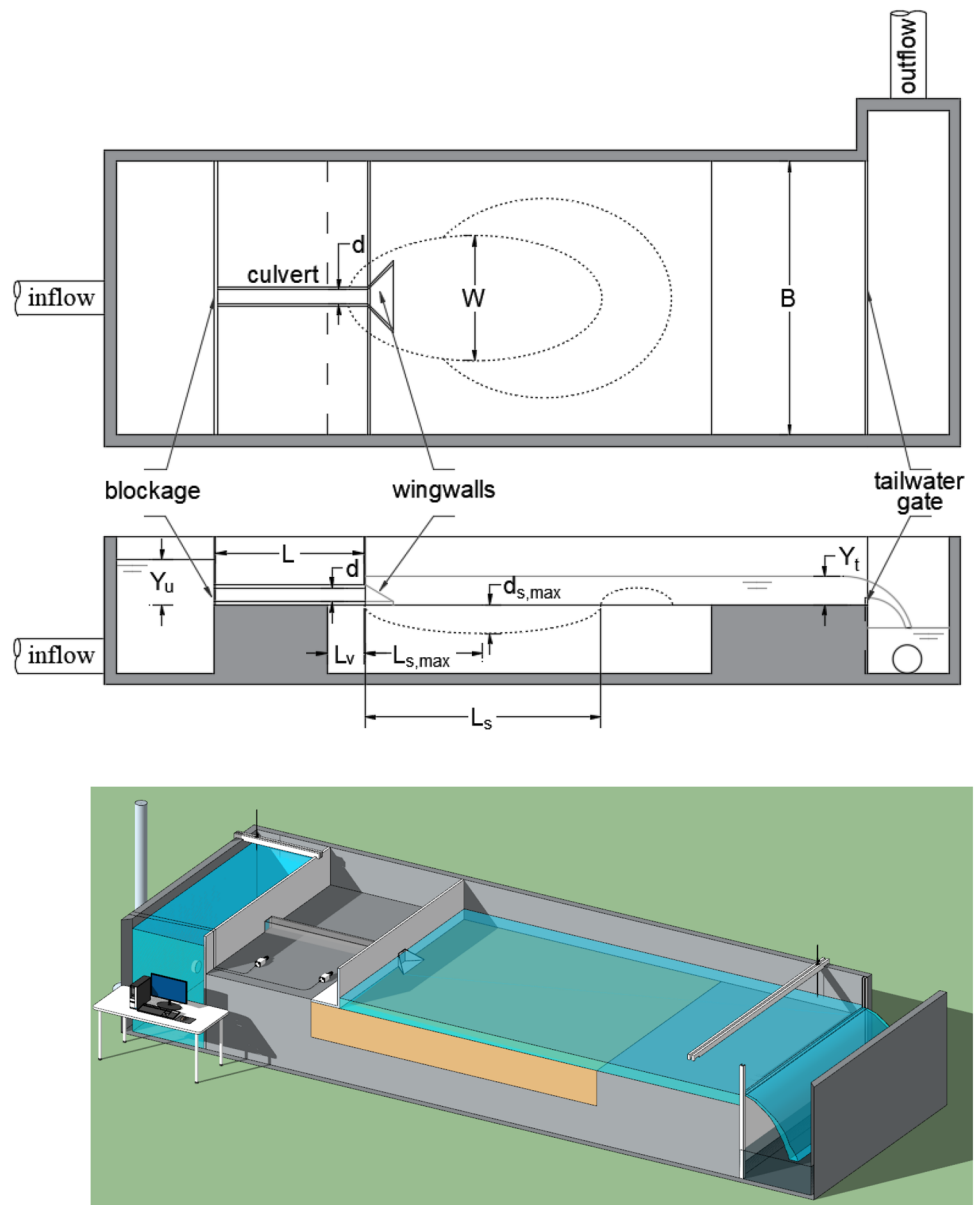 outflow
d
culvert
inflow
W
B
blockage
wingwalls
tailwater
gate
L
d
Yu
ds,max
Yt
inflow
Lv
Ls,max
Ls